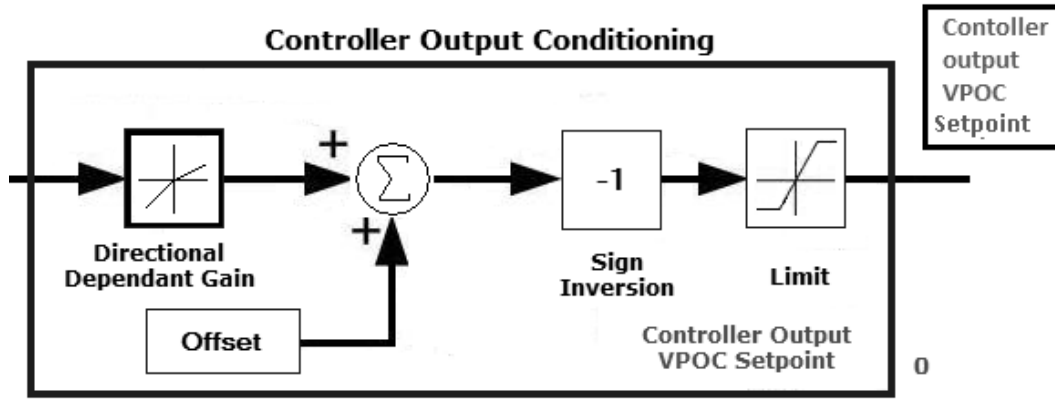 Controller Output Conditioning
Contoller
output
VPOC
Setpoint
+
Σ
+
-1
Directional
Dependant Gain
Sign
Inversion
Limit
Offset
Controller Output
VPOC Setpoint
0